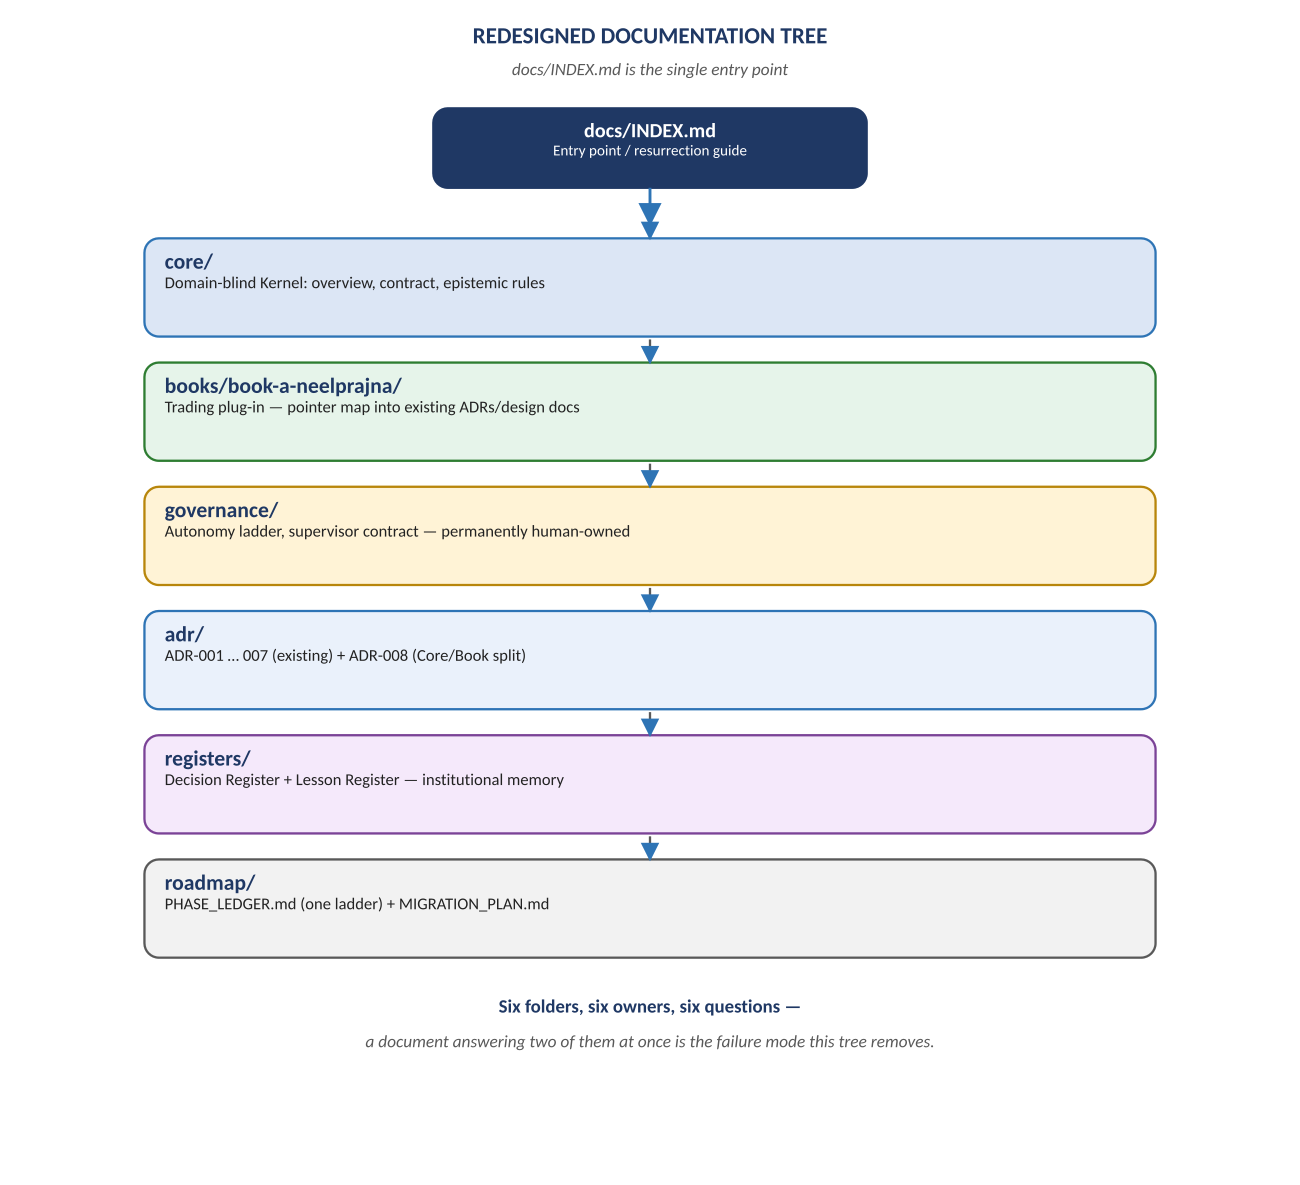 REDESIGNED DOCUMENTATION TREE
docs/INDEX.md is the single entry point
docs/INDEX.md
Entry point / resurrection guide
core/
Domain-blind Kernel: overview, contract, epistemic rules
books/book-a-neelprajna/
Trading plug-in — pointer map into existing ADRs/design docs
governance/
Autonomy ladder, supervisor contract — permanently human-owned
adr/
ADR-001 … 007 (existing) + ADR-008 (Core/Book split)
registers/
Decision Register + Lesson Register — institutional memory
roadmap/
PHASE_LEDGER.md (one ladder) + MIGRATION_PLAN.md
Six folders, six owners, six questions —
a document answering two of them at once is the failure mode this tree removes.